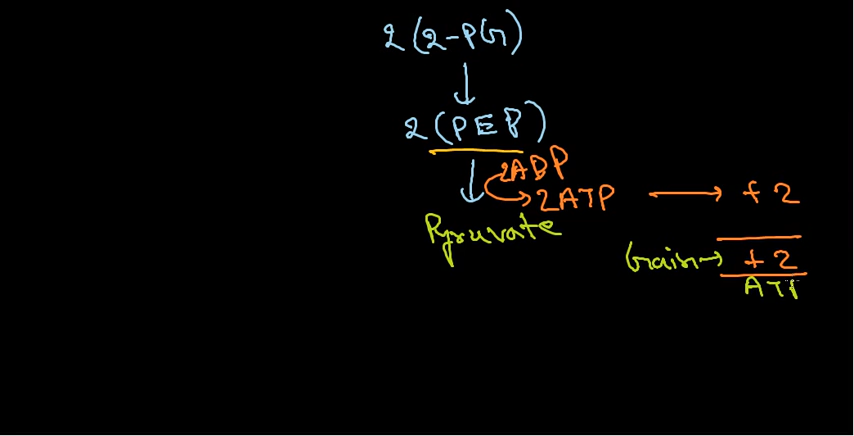 2(2-PG)
2(PEP)
2ADP
2ATP → +2
Pyruvate
Gain → +2
ATP